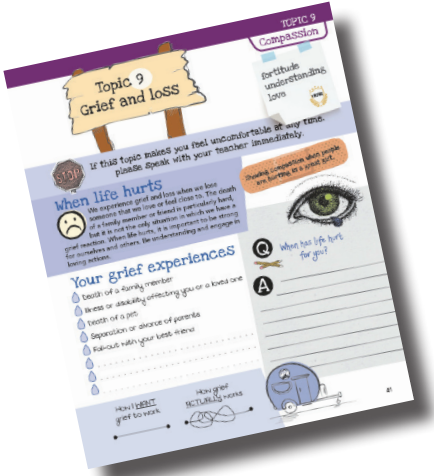 TOPIC 9
Compassion
Topic 9
Grief and loss
fortitude
understanding
love
STOP
If this topic makes you feel uncomfortable at any time,
please speak with your teacher immediately.
When life hurts
We experience grief and loss when we lose
someone that we love or feel close to. The death
of a family member or friend is particularly hard,
but it is not the only situation in which we have a
grief reaction. When life hurts, it is important to be strong
for ourselves and others. Be understanding and engage in
loving actions.
Showing compassion when people
are hurting is a great gift.
Q
When has life hurt
for you?
A
Your grief experiences
Death of a family member
Illness or disability affecting you or a loved one
Death of a pet
Separation or divorce of parents
Fall-out with your best friend
How I WANT
grief to work
How grief
ACTUALLY works
41